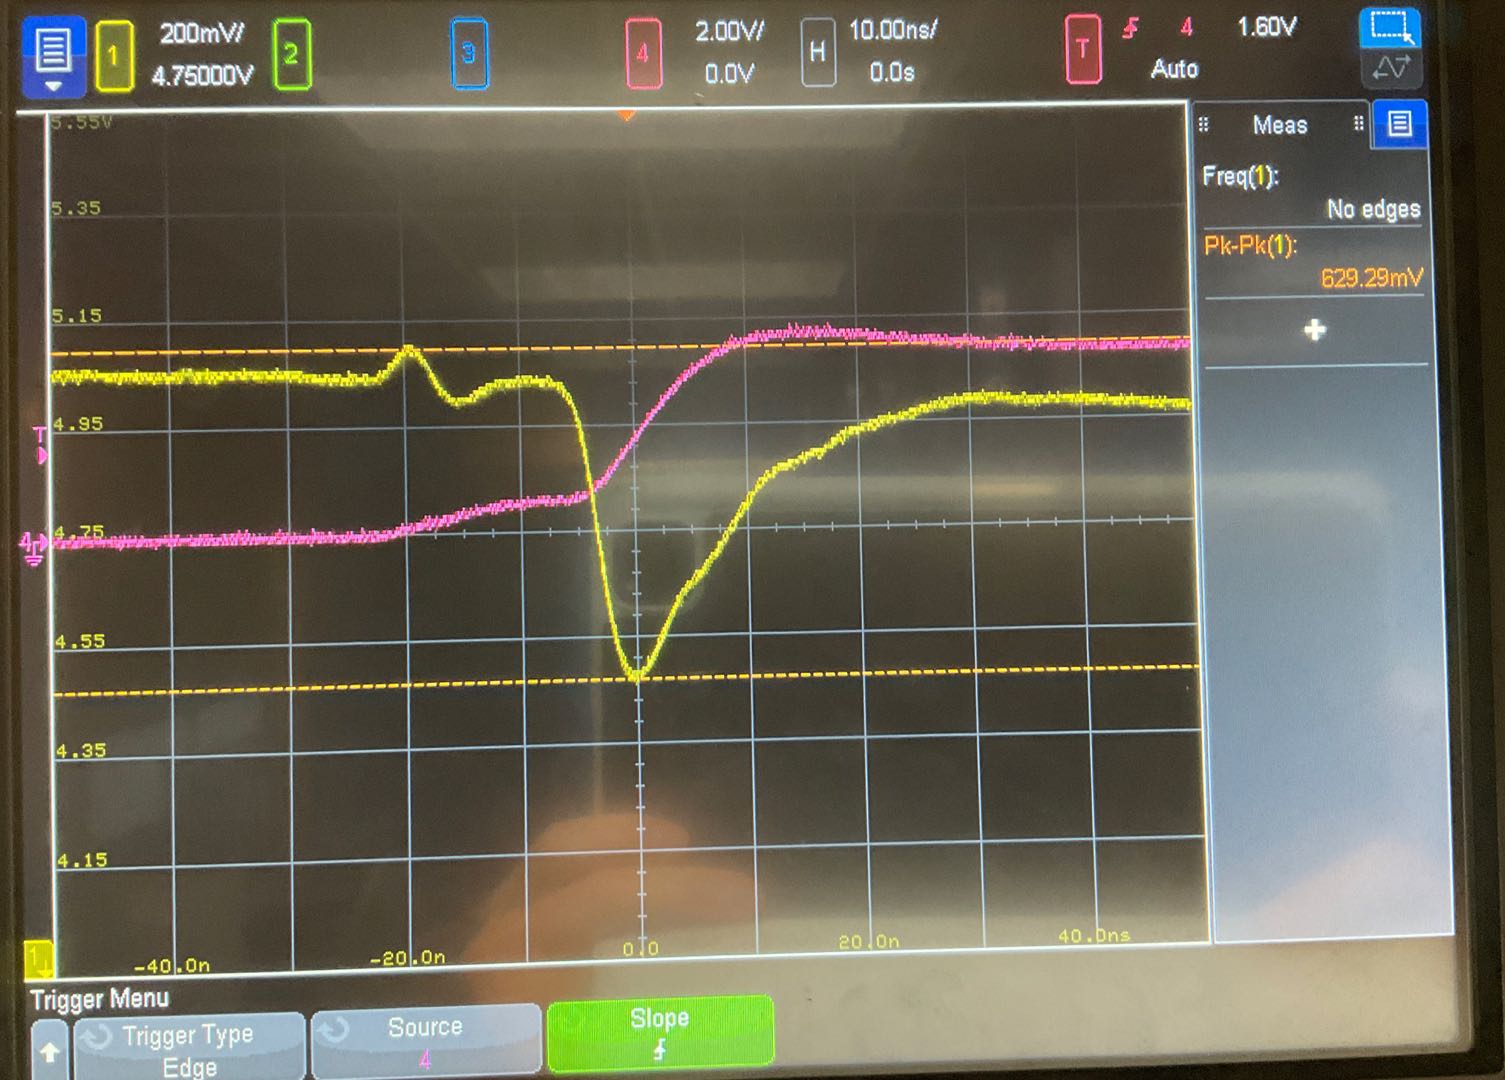 1 200mV/ 2 3 4 2.00V/ H 10.00ns/ T 4 1.60V
4.75000V 0.0V 0.0s Auto
5.55V
5.35
5.15
4.95
4.75
4.55
4.35
4.15
T
4
1
-40.0n -20.0n 0.0 20.0n 40.0ns
Meas
Freq(1):
No edges
Pk-Pk(1):
629.29mV
+
Trigger Menu
Trigger Type
Edge
Source
4
Slope